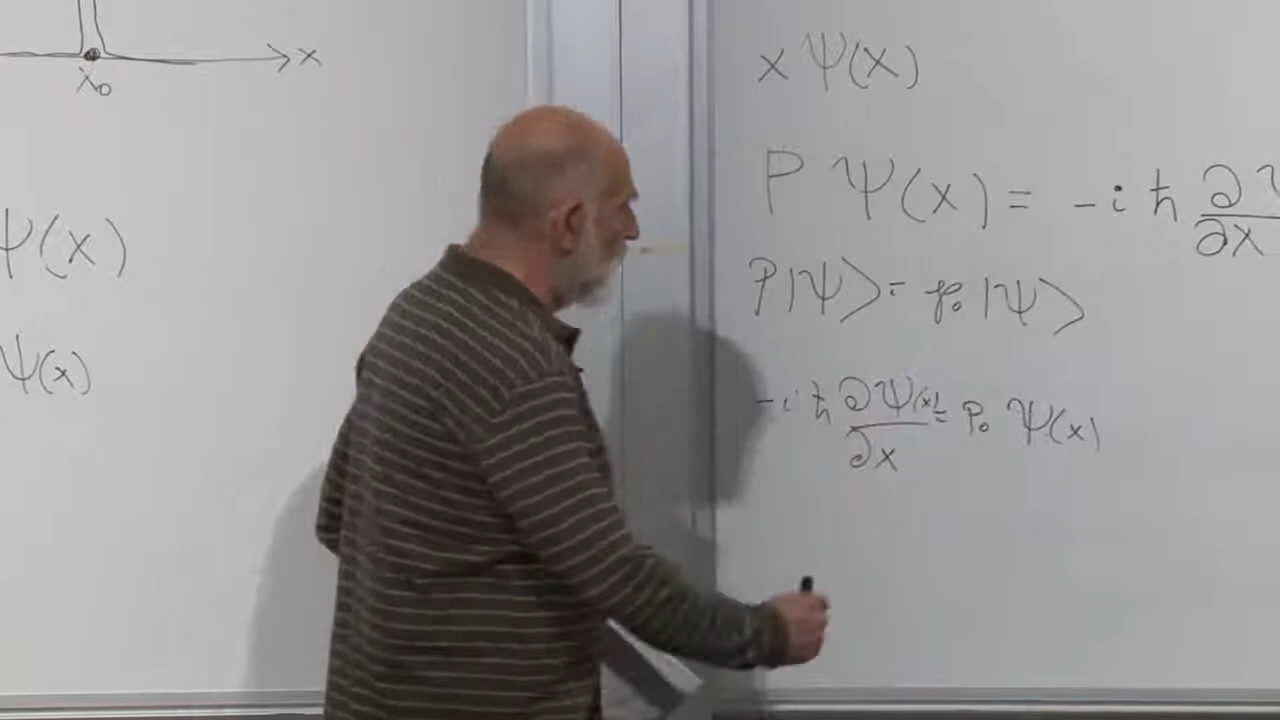 x
x₀
ψ(x)
ψ(x)
x ψ(x)
P ψ(x) = -iħ ∂ψ/∂x
P|ψ> = p₀ |ψ>
-iħ ∂ψ(x)/∂x = P₀ ψ(x)